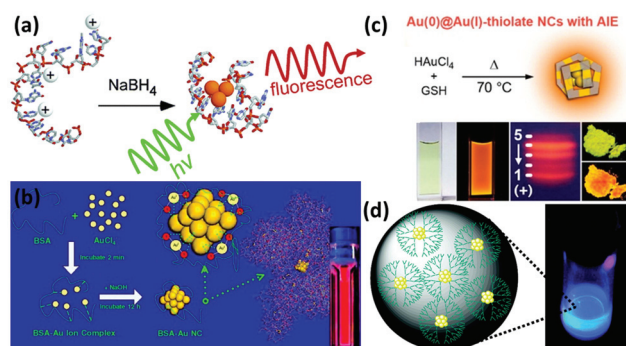 (a)
+
+
+
NaBH4
hν
fluorescence
(b)
BSA
+
AuCl4
Incubate 2 min
BSA-Au Ion Complex
+ NaOH
Incubate 12 h
BSA-Au NC
(c)
Au(0)@Au(I)-thiolate NCs with AIE
HAuCl4
+
GSH
Δ
70 °C
5
1
(+)
(d)